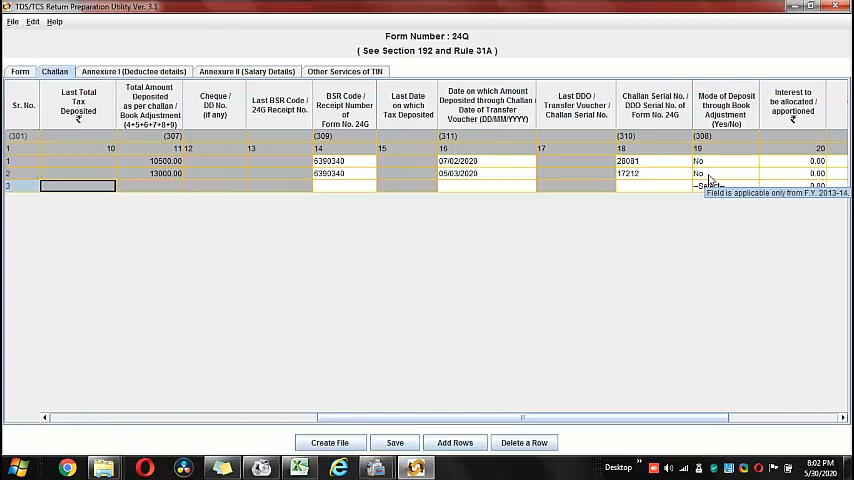 TDS/TCS Return Preparation Utility Ver. 3.1
File Edit Help
Form Number : 24Q
( See Section 192 and Rule 31A )
Form Challan Annexure I (Deductee details) Annexure II (Salary Details) Other Services of TIN
Sr. No.
Last Total
Tax
Deposited
₹
Total Amount
Deposited
as per challan /
Book Adjustment
(4+5+6+7+8+9)
Cheque /
DD No.
(if any)
Last BSR Code /
24G Receipt No.
BSR Code /
Receipt Number
of
Form No. 24G
Last Date
on which
Tax Deposited
Date on which Amount
Deposited through Challan /
Date of Transfer
Voucher (DD/MM/YYYY)
Last DDO /
Transfer Voucher /
Challan Serial No.
Challan Serial No. /
DDO Serial No. of
Form No. 24G
Mode of Deposit
through Book
Adjustment
(Yes/No)
Interest to
be allocated /
apportioned
₹
(301) (307) (309) (311) (310) (308)
1 10 11 12 13 14 15 16 17 18 19 20
1 10500.00 6390340 07/02/2020 28081 No 0.00
2 13000.00 6390340 05/03/2020 17212 No 0.00
3 --Select-- 0.00
Field is applicable only from F.Y. 2013-14.
Create File Save Add Rows Delete a Row
Desktop
8:02 PM
5/30/2020